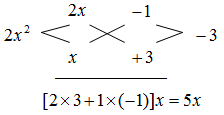 2x −1
2x² −3
x +3
[2×3+1×(−1)]x=5x